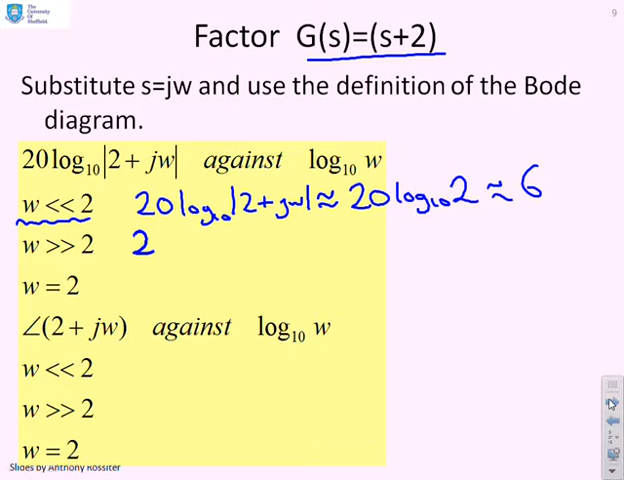 The University Of Sheffield.
9
Factor G(s)=(s+2)
Substitute s=jw and use the definition of the Bode
diagram.
20log₁₀|2 + jw| against log₁₀ w
w << 2 20log₁₀|2+jw| ≈ 20log₁₀2 ≈ 6
w >> 2 2
w = 2
∠(2 + jw) against log₁₀ w
w << 2
w >> 2
w = 2
Slides by Anthony Rossiter